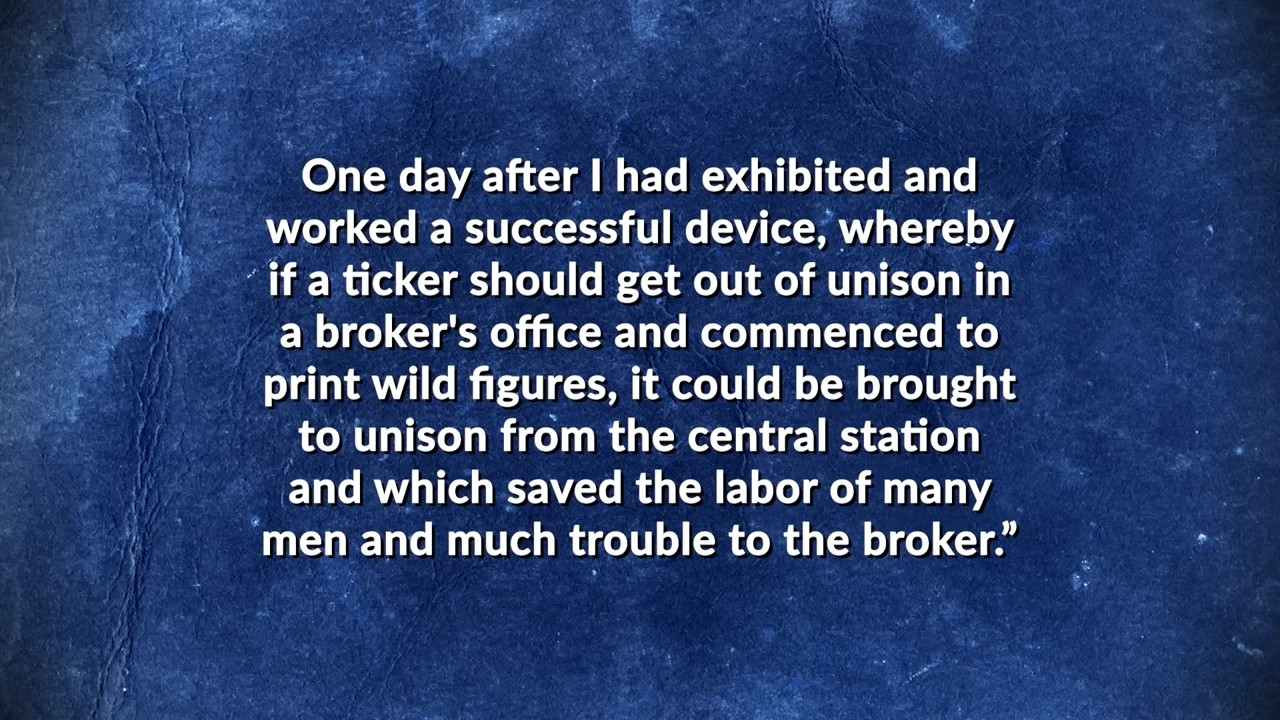 One day after I had exhibited and
worked a successful device, whereby
if a ticker should get out of unison in
a broker's office and commenced to
print wild figures, it could be brought
to unison from the central station
and which saved the labor of many
men and much trouble to the broker.”